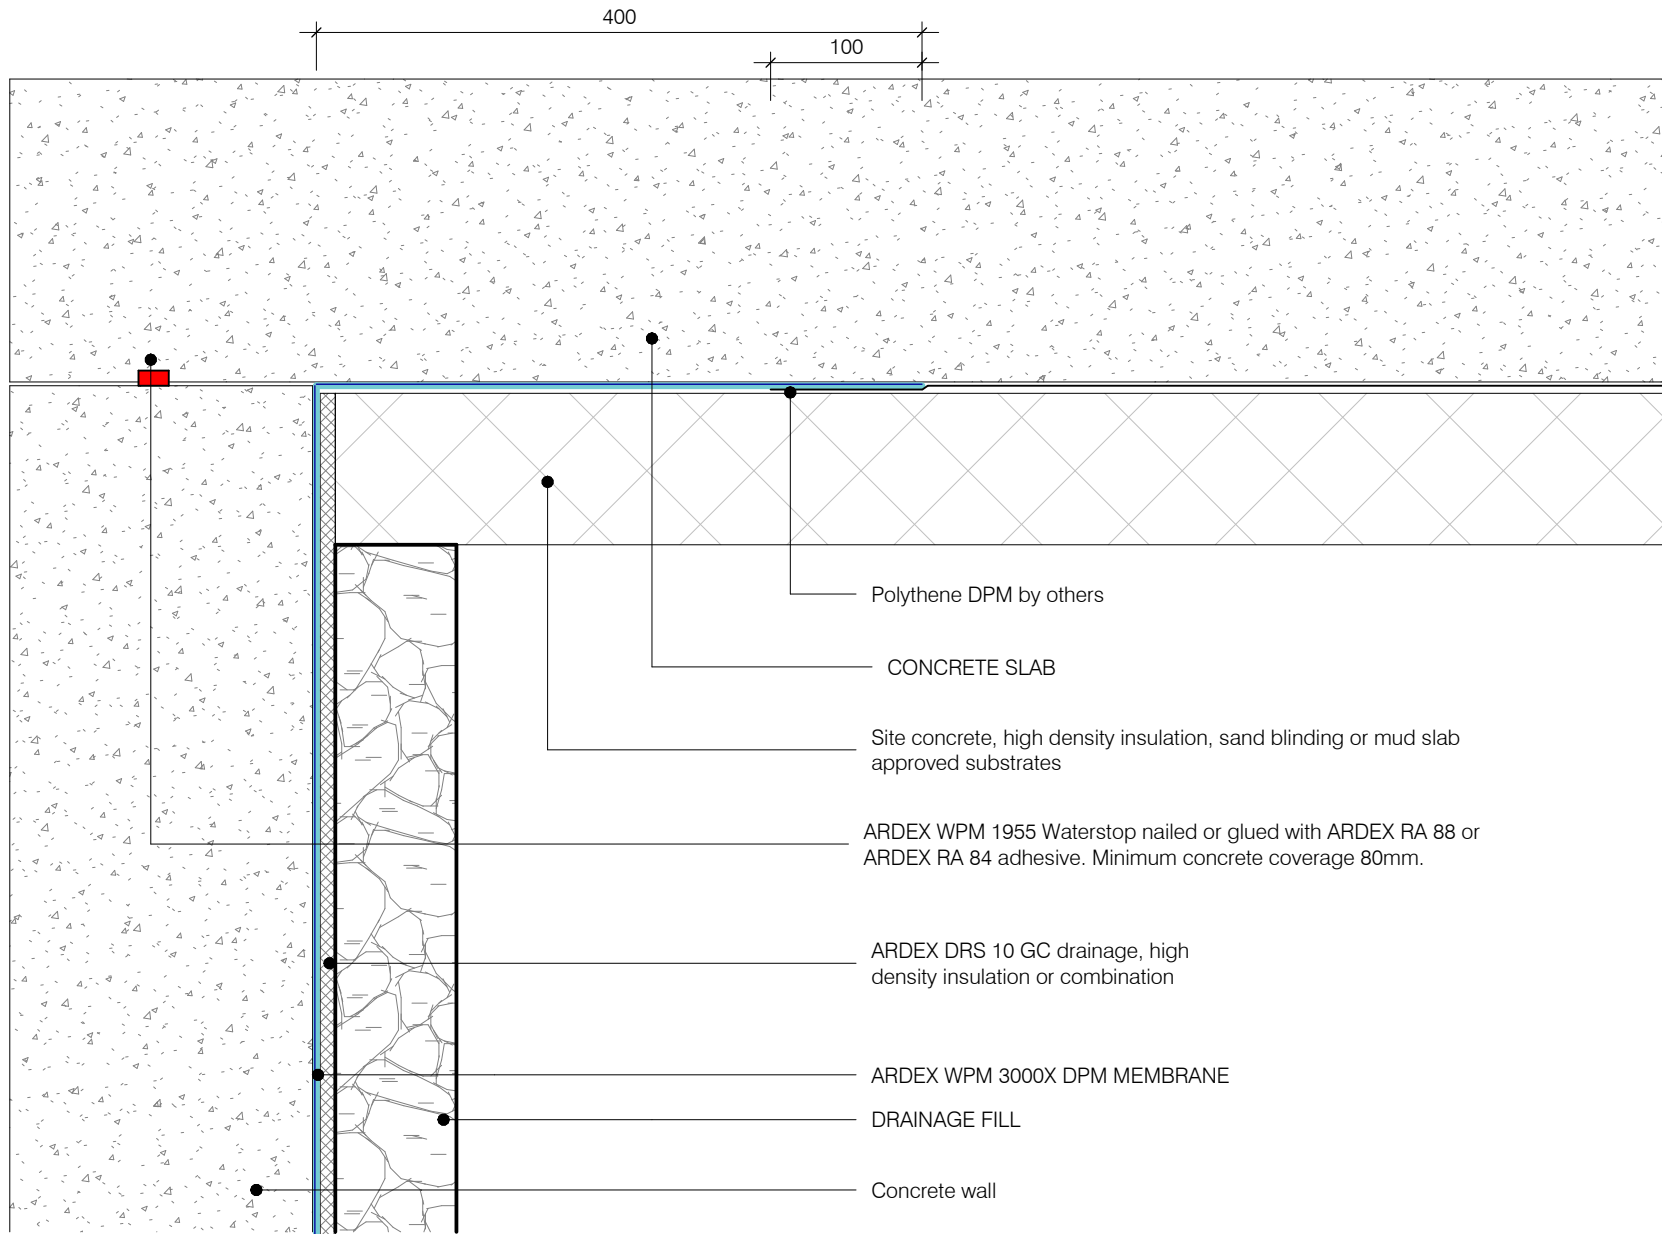 400
100
Polythene DPM by others
CONCRETE SLAB
Site concrete, high density insulation, sand blinding or mud slab
approved substrates
ARDEX WPM 1955 Waterstop nailed or glued with ARDEX RA 88 or
ARDEX RA 84 adhesive. Minimum concrete coverage 80mm.
ARDEX DRS 10 GC drainage, high
density insulation or combination
ARDEX WPM 3000X DPM MEMBRANE
DRAINAGE FILL
Concrete wall